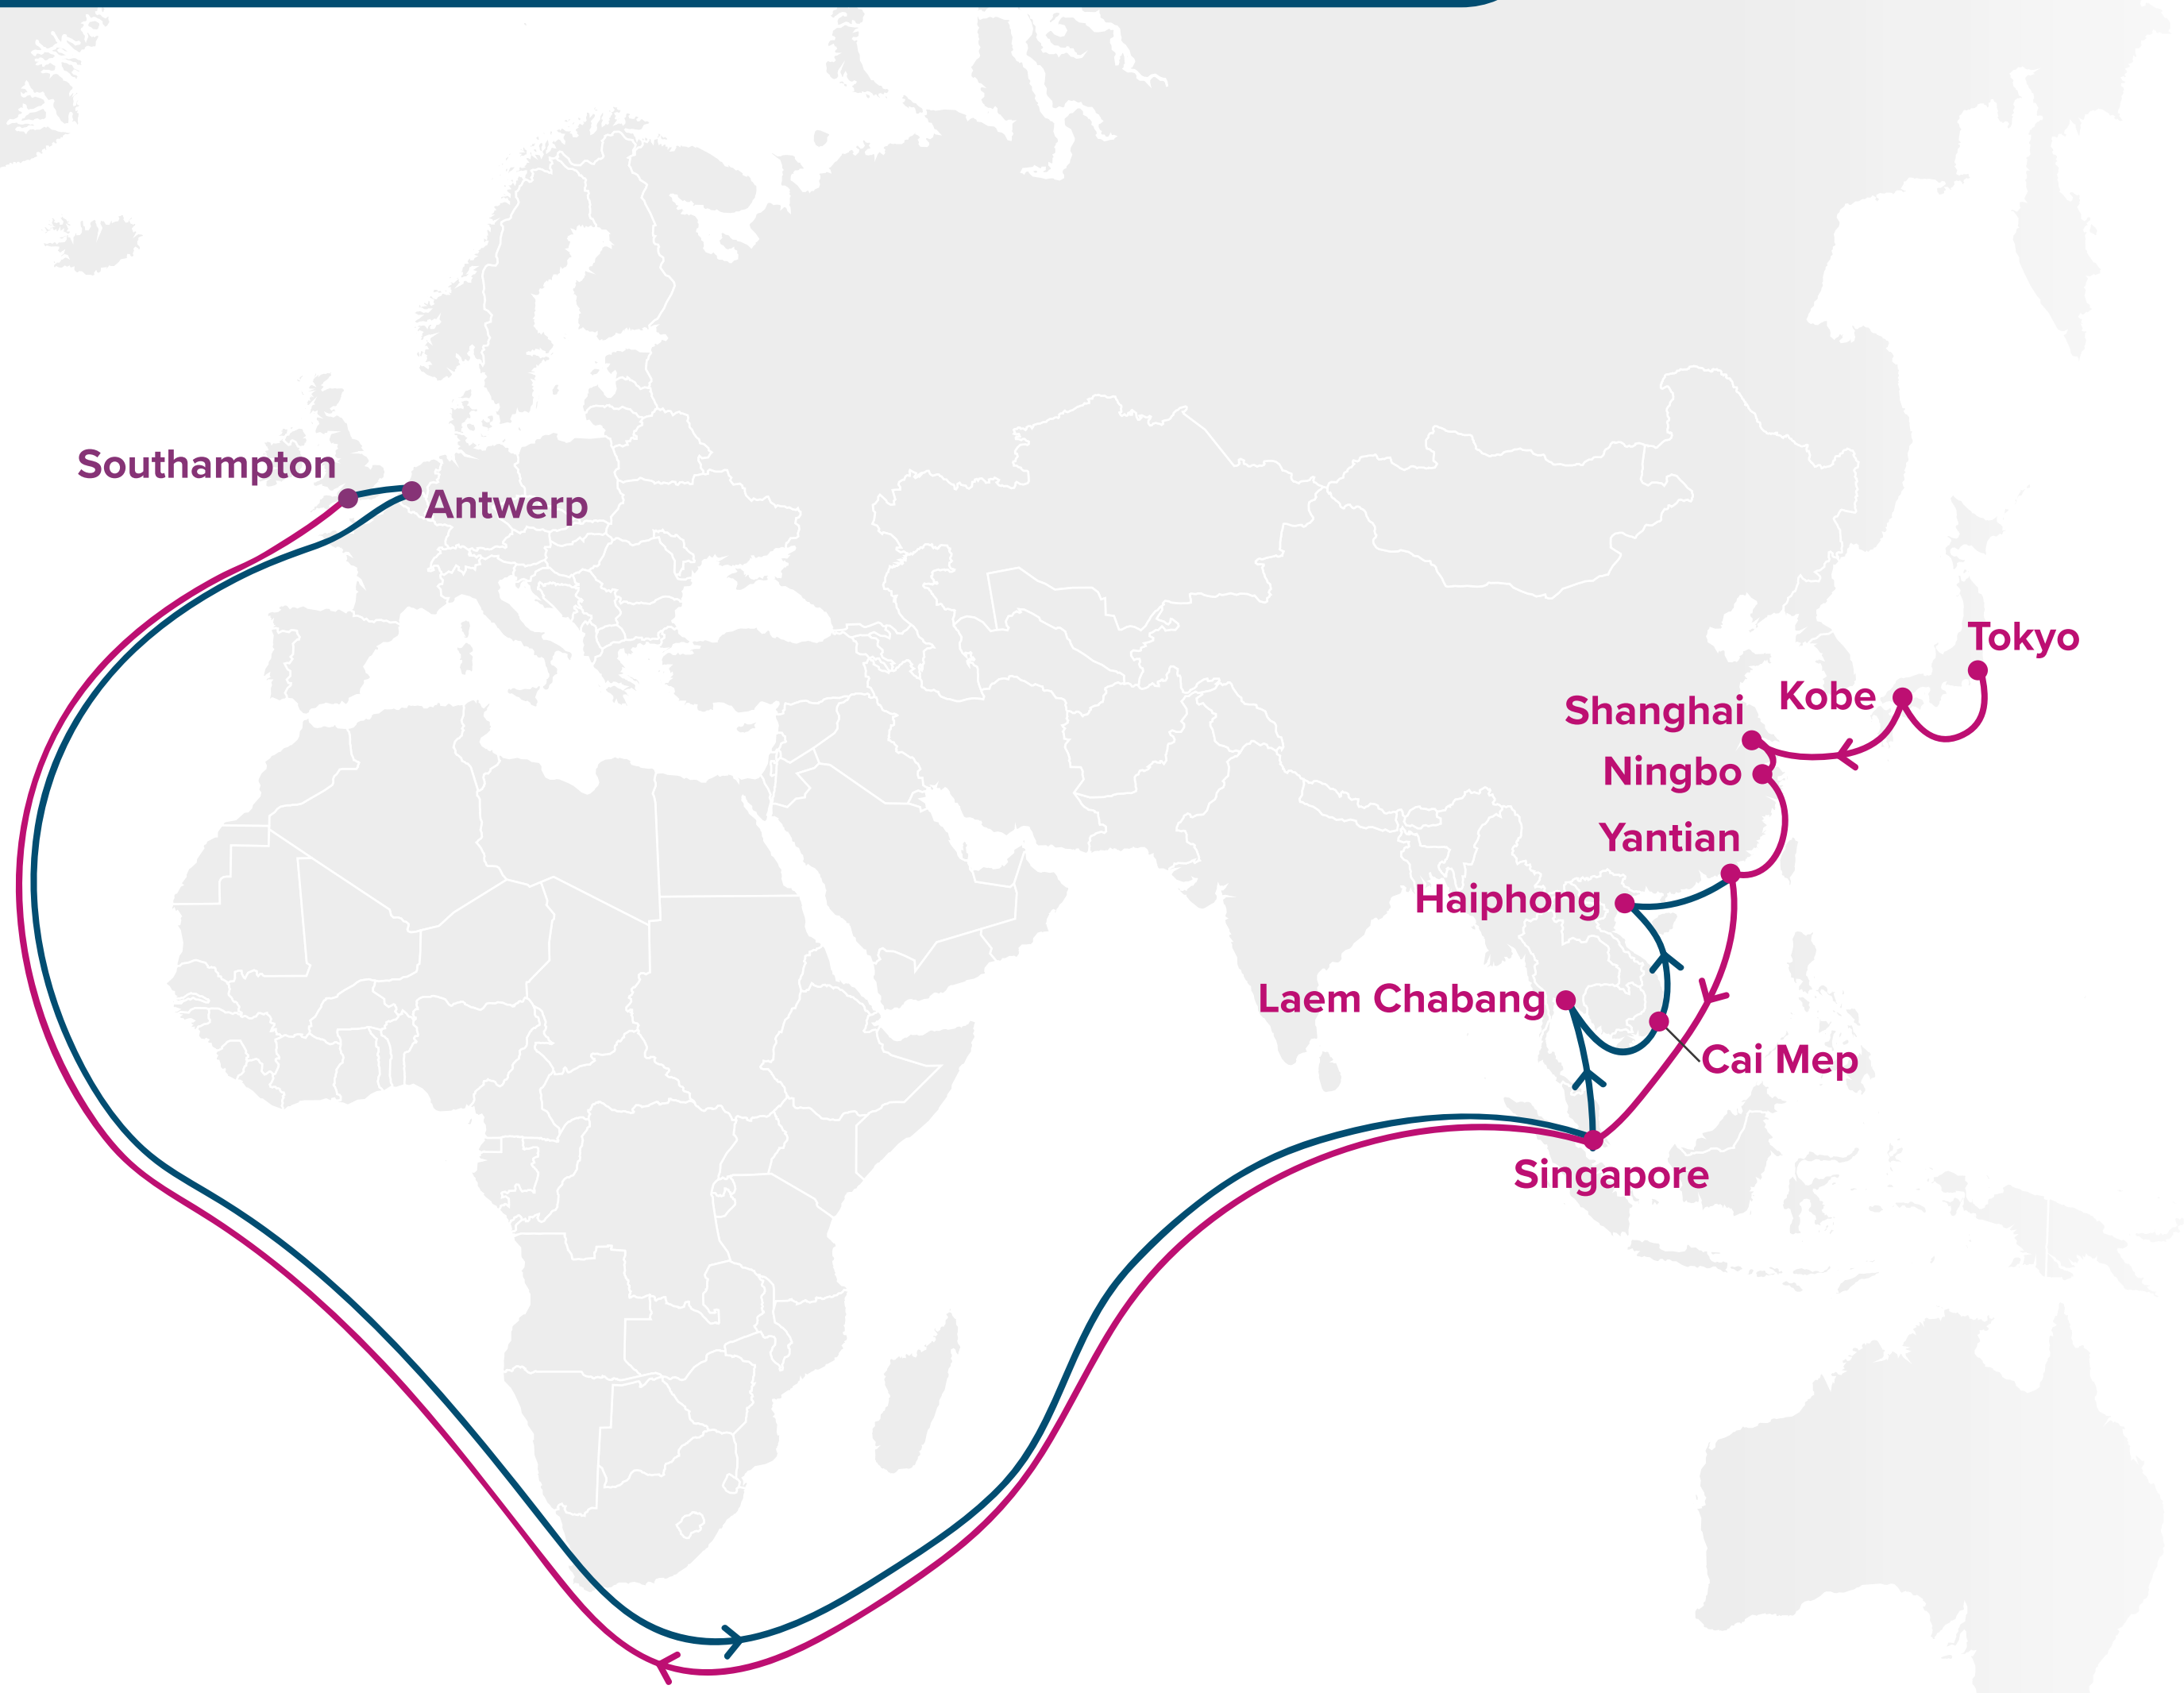 Southampton
Antwerp
Tokyo
Kobe
Shanghai
Ningbo
Yantian
Haiphong
Laem Chabang
Cai Mep
Singapore